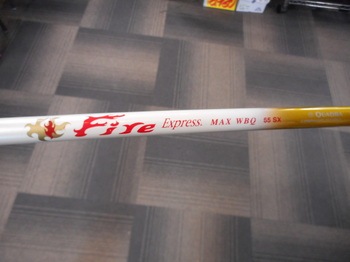 Fire Express. MAX WBQ 55 SX